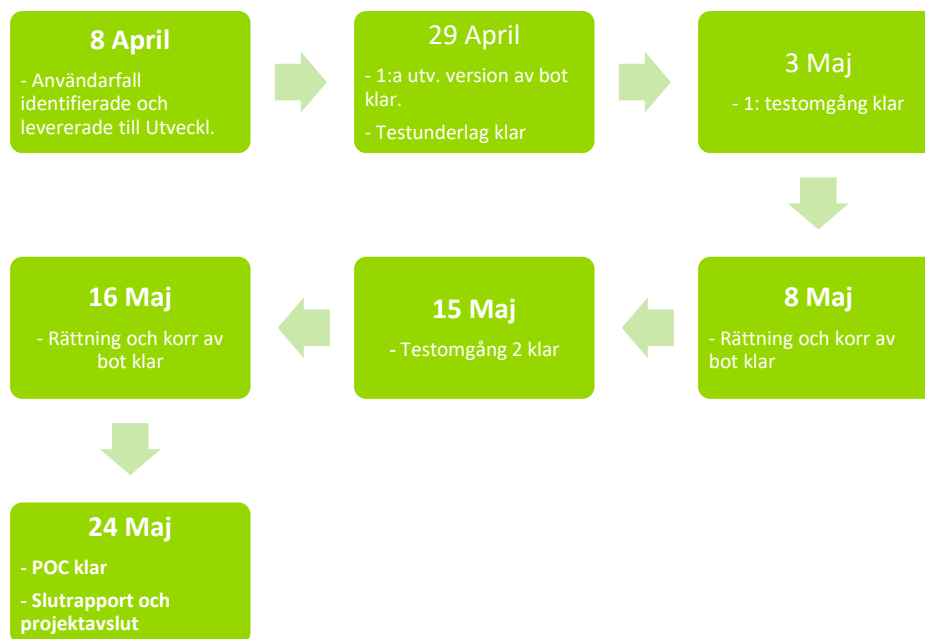 8 April
- Användarfall
identifierade och
levererade till Utveckl.
29 April
- 1:a utv. version av bot
klar.
- Testunderlag klar
3 Maj
- 1: testomgång klar
8 Maj
- Rättning och korr av
bot klar
15 Maj
- Testomgång 2 klar
16 Maj
- Rättning och korr av
bot klar
24 Maj
- POC klar
- Slutrapport och
projektavslut